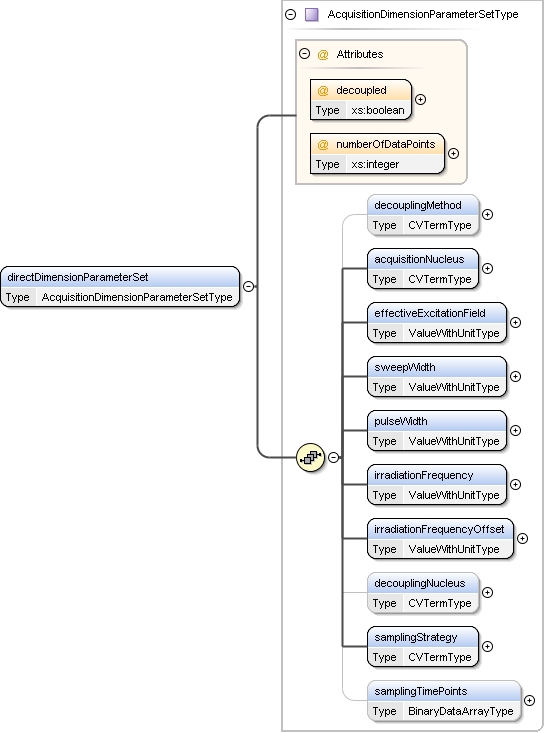 AcquisitionDimensionParameterSetType
@ Attributes
@ decoupled
Type xs:boolean
@ numberOfDataPoints
Type xs:integer
directDimensionParameterSet
Type AcquisitionDimensionParameterSetType
decouplingMethod
Type CVTermType
acquisitionNucleus
Type CVTermType
effectiveExcitationField
Type ValueWithUnitType
sweepWidth
Type ValueWithUnitType
pulseWidth
Type ValueWithUnitType
irradiationFrequency
Type ValueWithUnitType
irradiationFrequencyOffset
Type ValueWithUnitType
decouplingNucleus
Type CVTermType
samplingStrategy
Type CVTermType
samplingTimePoints
Type BinaryDataArrayType